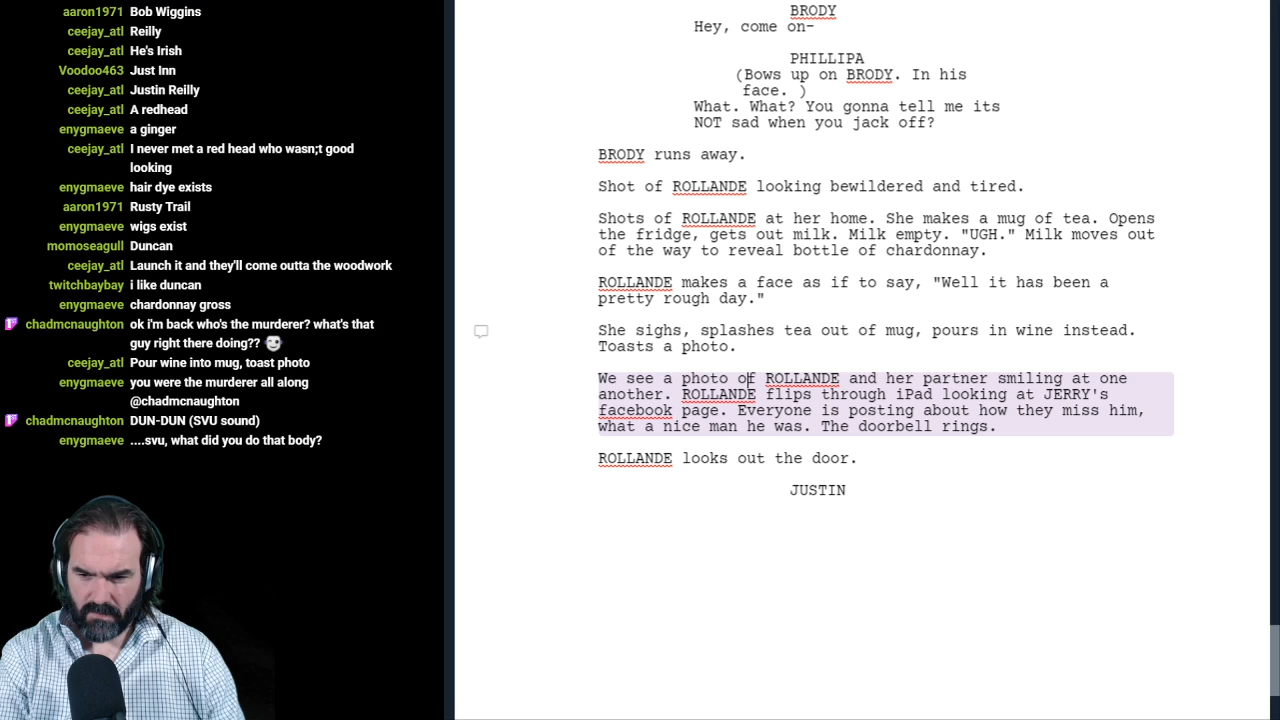 aaron1971 Bob Wiggins
ceejay_atl Reilly
ceejay_atl He's Irish
Voodoo463 Just Inn
ceejay_atl Justin Reilly
ceejay_atl A redhead
enygmaeve a ginger
ceejay_atl I never met a red head who wasn;t good
looking
enygmaeve hair dye exists
aaron1971 Rusty Trail
enygmaeve wigs exist
momoseagull Duncan
ceejay_atl Launch it and they'll come outta the woodwork
twitchbaybay i like duncan
enygmaeve chardonnay gross
chadmcnaughton ok i'm back who's the murderer? what's that
guy right there doing??
ceejay_atl Pour wine into mug, toast photo
enygmaeve you were the murderer all along
@chadmcnaughton
chadmcnaughton DUN-DUN (SVU sound)
enygmaeve ....svu, what did you do that body?
BRODY
Hey, come on-
PHILLIPA
(Bows up on BRODY. In his
face. )
What. What? You gonna tell me its
NOT sad when you jack off?
BRODY runs away.
Shot of ROLLANDE looking bewildered and tired.
Shots of ROLLANDE at her home. She makes a mug of tea. Opens
the fridge, gets out milk. Milk empty. "UGH." Milk moves out
of the way to reveal bottle of chardonnay.
ROLLANDE makes a face as if to say, "Well it has been a
pretty rough day."
She sighs, splashes tea out of mug, pours in wine instead.
Toasts a photo.
We see a photo of ROLLANDE and her partner smiling at one
another. ROLLANDE flips through iPad looking at JERRY's
facebook page. Everyone is posting about how they miss him,
what a nice man he was. The doorbell rings.
ROLLANDE looks out the door.
JUSTIN